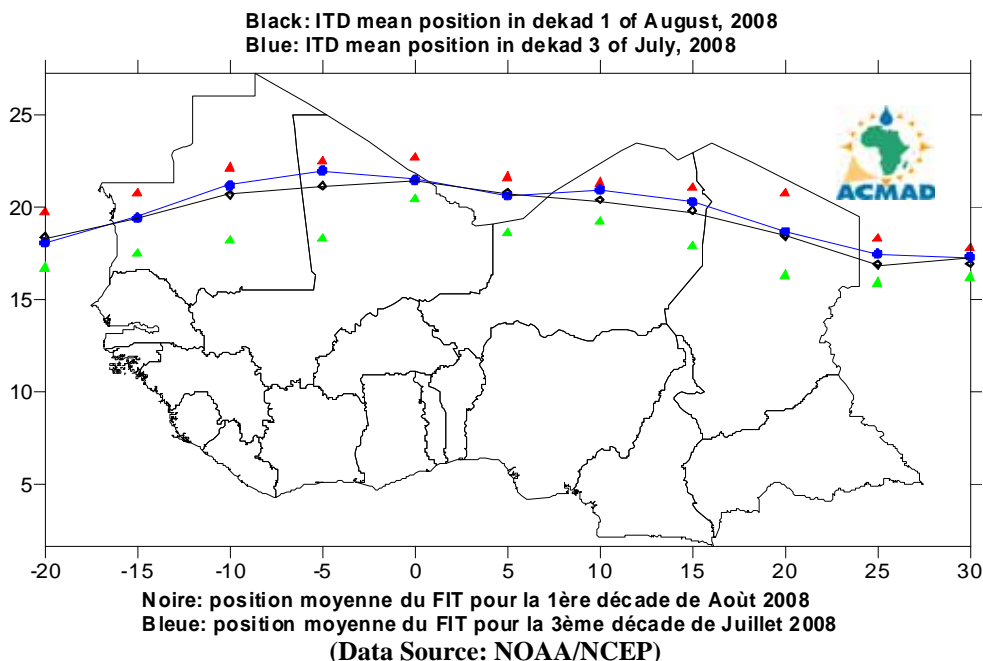 Black: ITD mean position in dekad 1 of August, 2008
Blue: ITD mean position in dekad 3 of July, 2008
25
20
15
10
5
ACMAD
-20 -15 -10 -5 0 5 10 15 20 25 30
Noire: position moyenne du FIT pour la 1ère décade de Aoùt 2008
Bleue: position moyenne du FIT pour la 3ème décade de Juillet 2008
(Data Source: NOAA/NCEP)